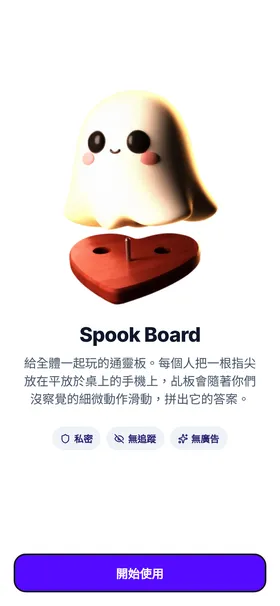 Spook Board
給全體一起玩的通靈板。每個人把一根指尖
放在平放於桌上的手機上，乩板會隨著你們
沒察覺的細微動作滑動，拼出它的答案。
私密
無追蹤
無廣告
開始使用